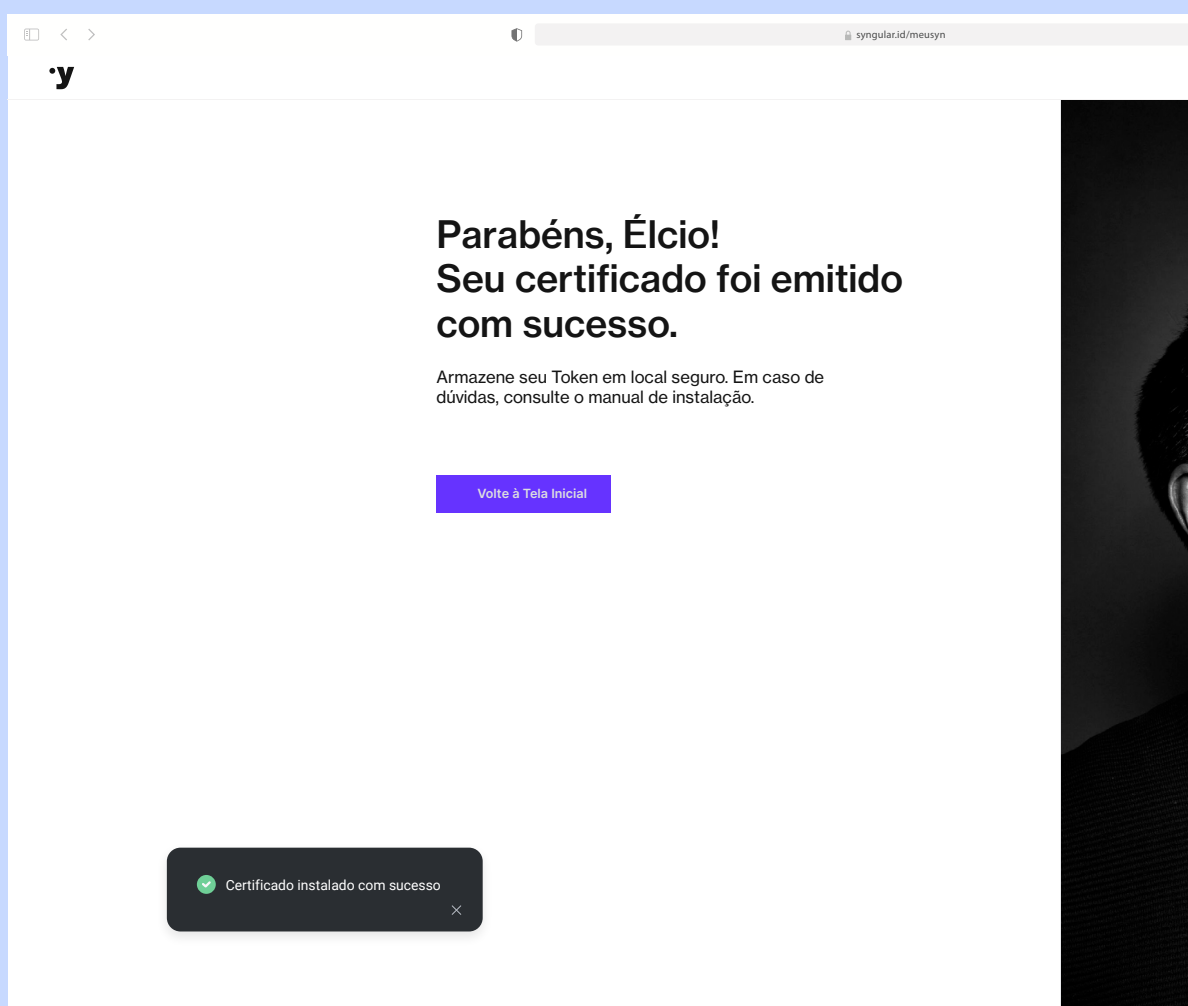 syngular.id/meusyn
·y
Parabéns, Élcio!
Seu certificado foi emitido
com sucesso.
Armazene seu Token em local seguro. Em caso de
dúvidas, consulte o manual de instalação.
Volte à Tela Inicial
Certificado instalado com sucesso